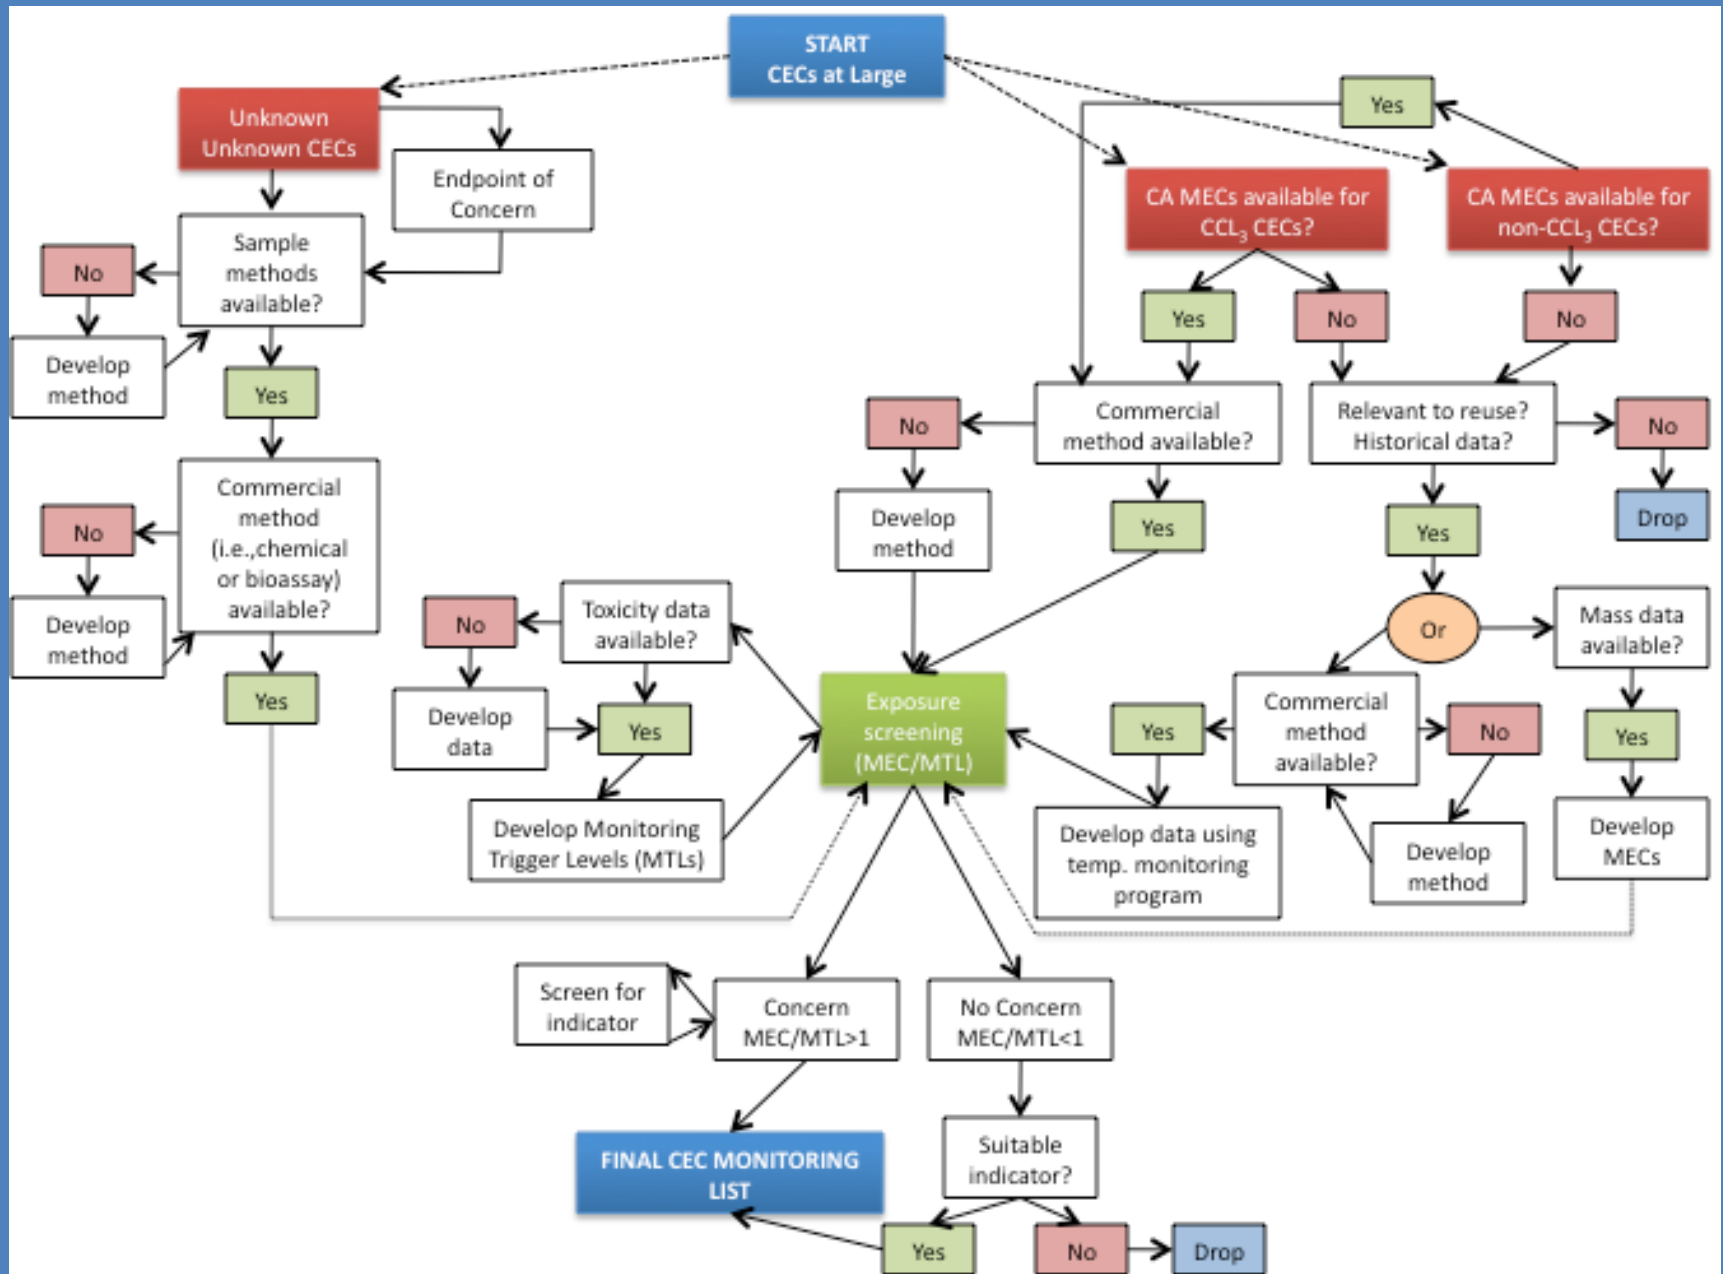 START
CECs at Large
Unknown
Unknown CECs
Endpoint of
Concern
Yes
CA MECs available for
CCL₃ CECs?
CA MECs available for
non-CCL₃ CECs?
Sample
methods
available?
No
Develop
method
Yes
Yes
No
No
Commercial
method available?
No
Develop
method
Yes
Relevant to reuse?
Historical data?
No
Drop
Yes
Or
Mass data
available?
Yes
Develop
MECs
Commercial
method
available?
Yes
No
Develop
method
Develop data using
temp. monitoring
program
Commercial
method
(i.e.,chemical
or bioassay)
available?
No
Develop
method
Yes
Toxicity data
available?
No
Develop
data
Yes
Develop Monitoring
Trigger Levels (MTLs)
Exposure
screening
(MEC/MTL)
Screen for
indicator
Concern
MEC/MTL>1
No Concern
MEC/MTL<1
FINAL CEC MONITORING
LIST
Suitable
indicator?
Yes
No
Drop